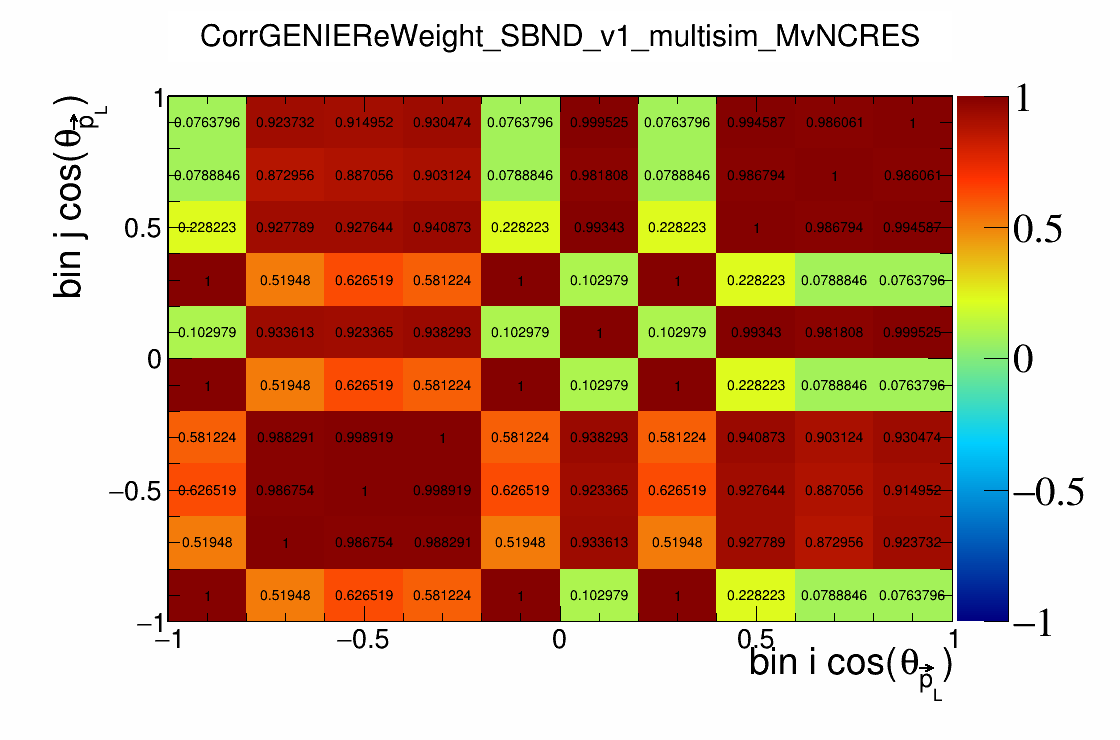 CorrGENIEReWeight_SBND_v1_multisim_MvNCRES
bin j cos(θ p⃗ L)
1
0.5
0
−0.5
−1
0.0763796 0.923732 0.914952 0.930474 0.0763796 0.999525 0.0763796 0.994587 0.986061 1
0.0788846 0.872956 0.887056 0.903124 0.0788846 0.981808 0.0788846 0.986794 1 0.986061
0.228223 0.927789 0.927644 0.940873 0.228223 0.99343 0.228223 1 0.986794 0.994587
1 0.51948 0.626519 0.581224 1 0.102979 1 0.228223 0.0788846 0.0763796
0.102979 0.933613 0.923365 0.938293 0.102979 1 0.102979 0.99343 0.981808 0.999525
1 0.51948 0.626519 0.581224 1 0.102979 1 0.228223 0.0788846 0.0763796
0.581224 0.988291 0.998919 1 0.581224 0.938293 0.581224 0.940873 0.903124 0.930474
0.626519 0.986754 1 0.998919 0.626519 0.923365 0.626519 0.927644 0.887056 0.914952
0.51948 1 0.986754 0.988291 0.51948 0.933613 0.51948 0.927789 0.872956 0.923732
1 0.51948 0.626519 0.581224 1 0.102979 1 0.228223 0.0788846 0.0763796
−1 −0.5 0 0.5 1
bin i cos(θ p⃗ L)
1
0.5
0
−0.5
−1